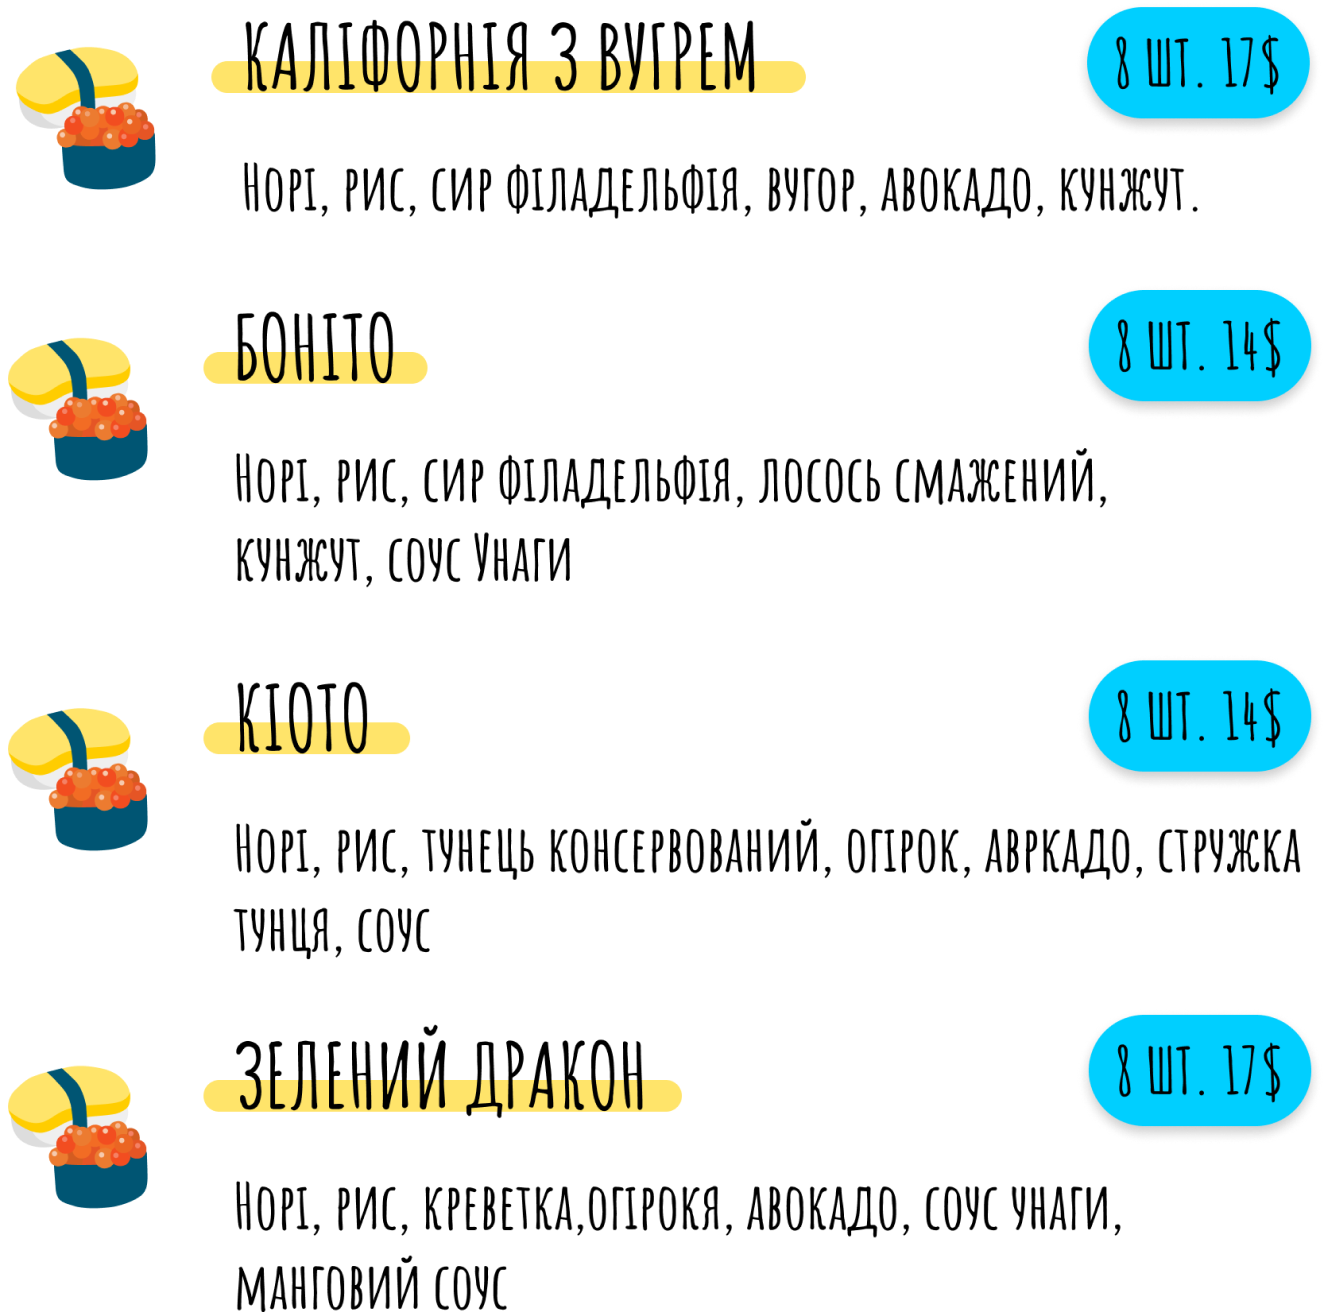 КАЛІФОРНІЯ З ВУГРЕМ
8 ШТ. 17$
Норі, рис, сир філадельфія, вугор, авокадо, кунжут.
БОНІТО
8 ШТ. 14$
Норі, рис, сир філадельфія, лосось смажений,
кунжут, соус Унаги
КІОТО
8 ШТ. 14$
Норі, рис, тунець консервований, огірок, авркадо, стружка
тунця, соус
ЗЕЛЕНИЙ ДРАКОН
8 ШТ. 17$
Норі, рис, креветка,огірокя, авокадо, соус унаги,
манговий соус